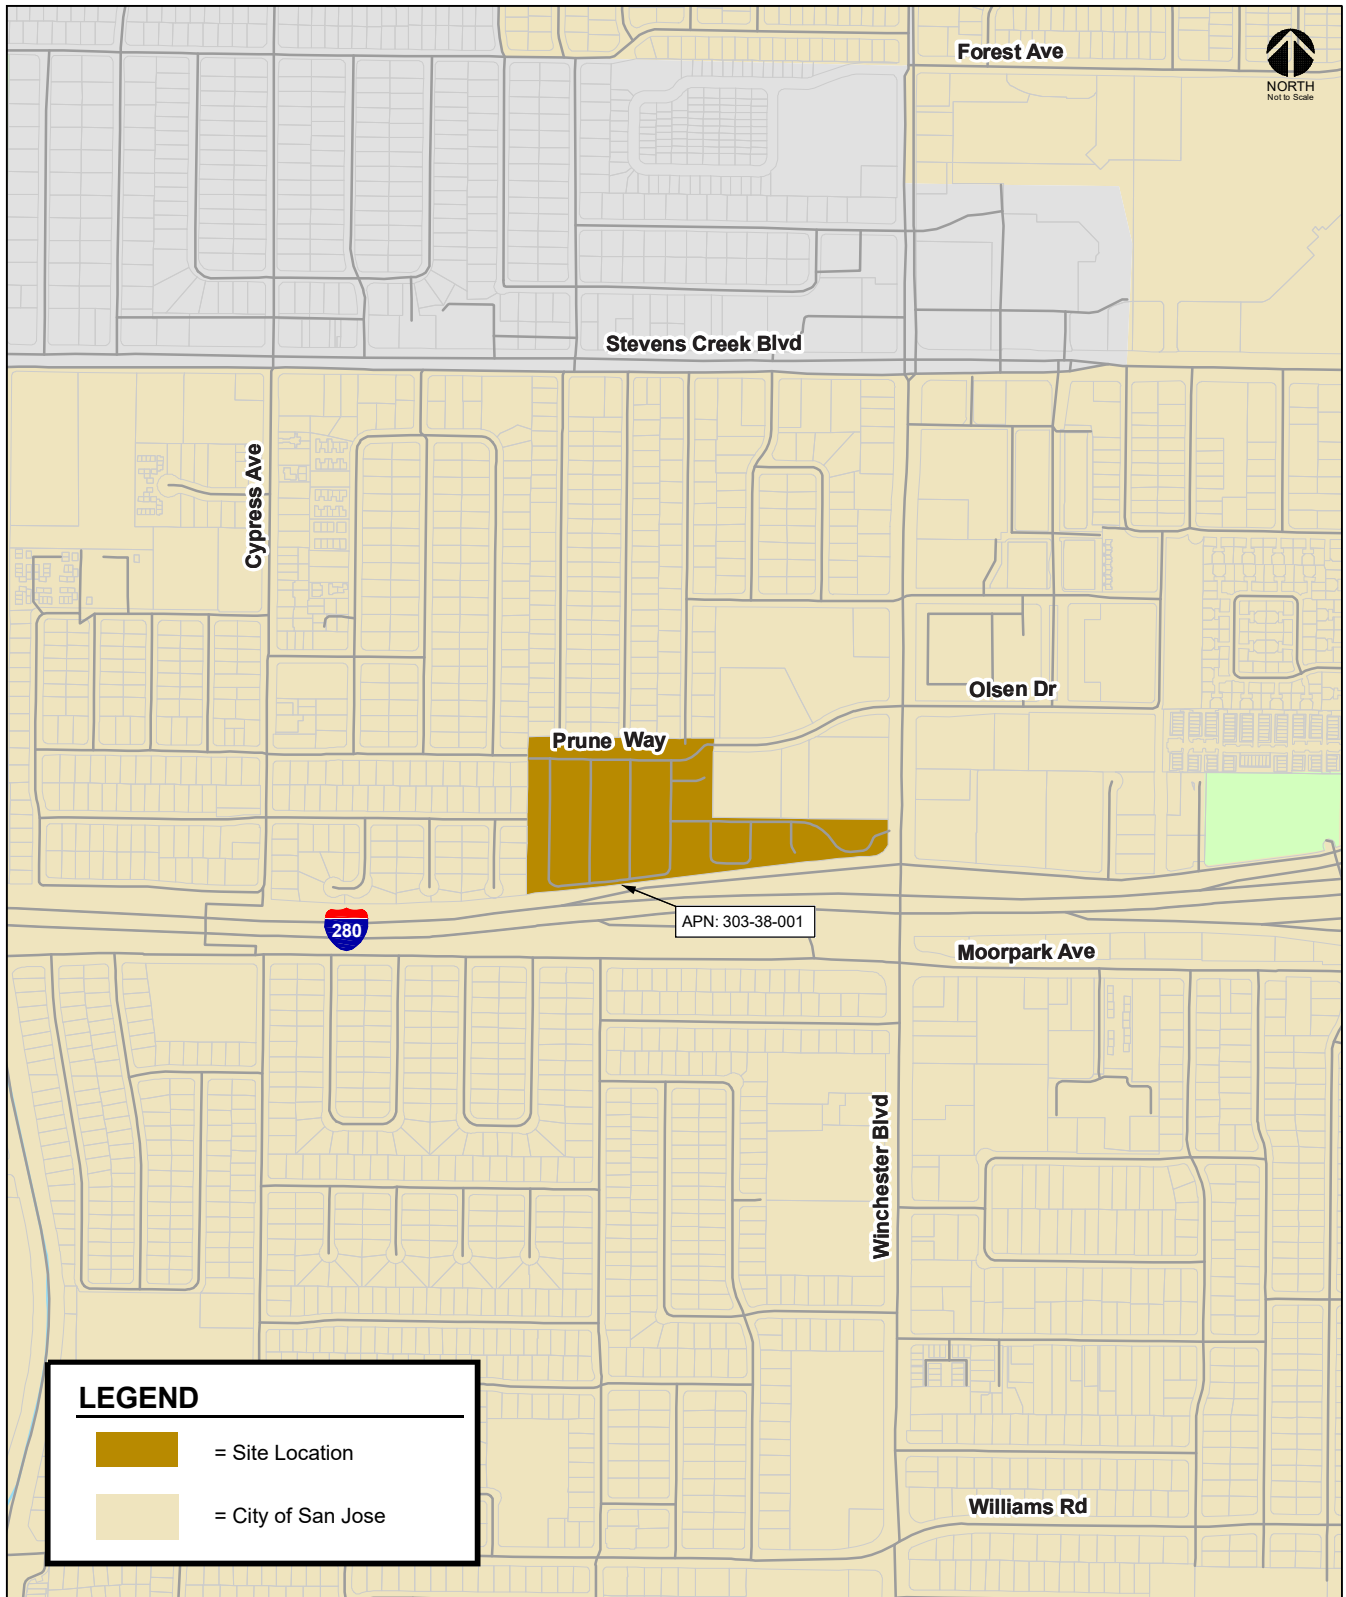 Forest Ave
NORTH
Not to Scale
Stevens Creek Blvd
Cypress Ave
Olsen Dr
Prune Way
APN: 303-38-001
280
Moorpark Ave
Winchester Blvd
LEGEND
= Site Location
= City of San Jose
Williams Rd